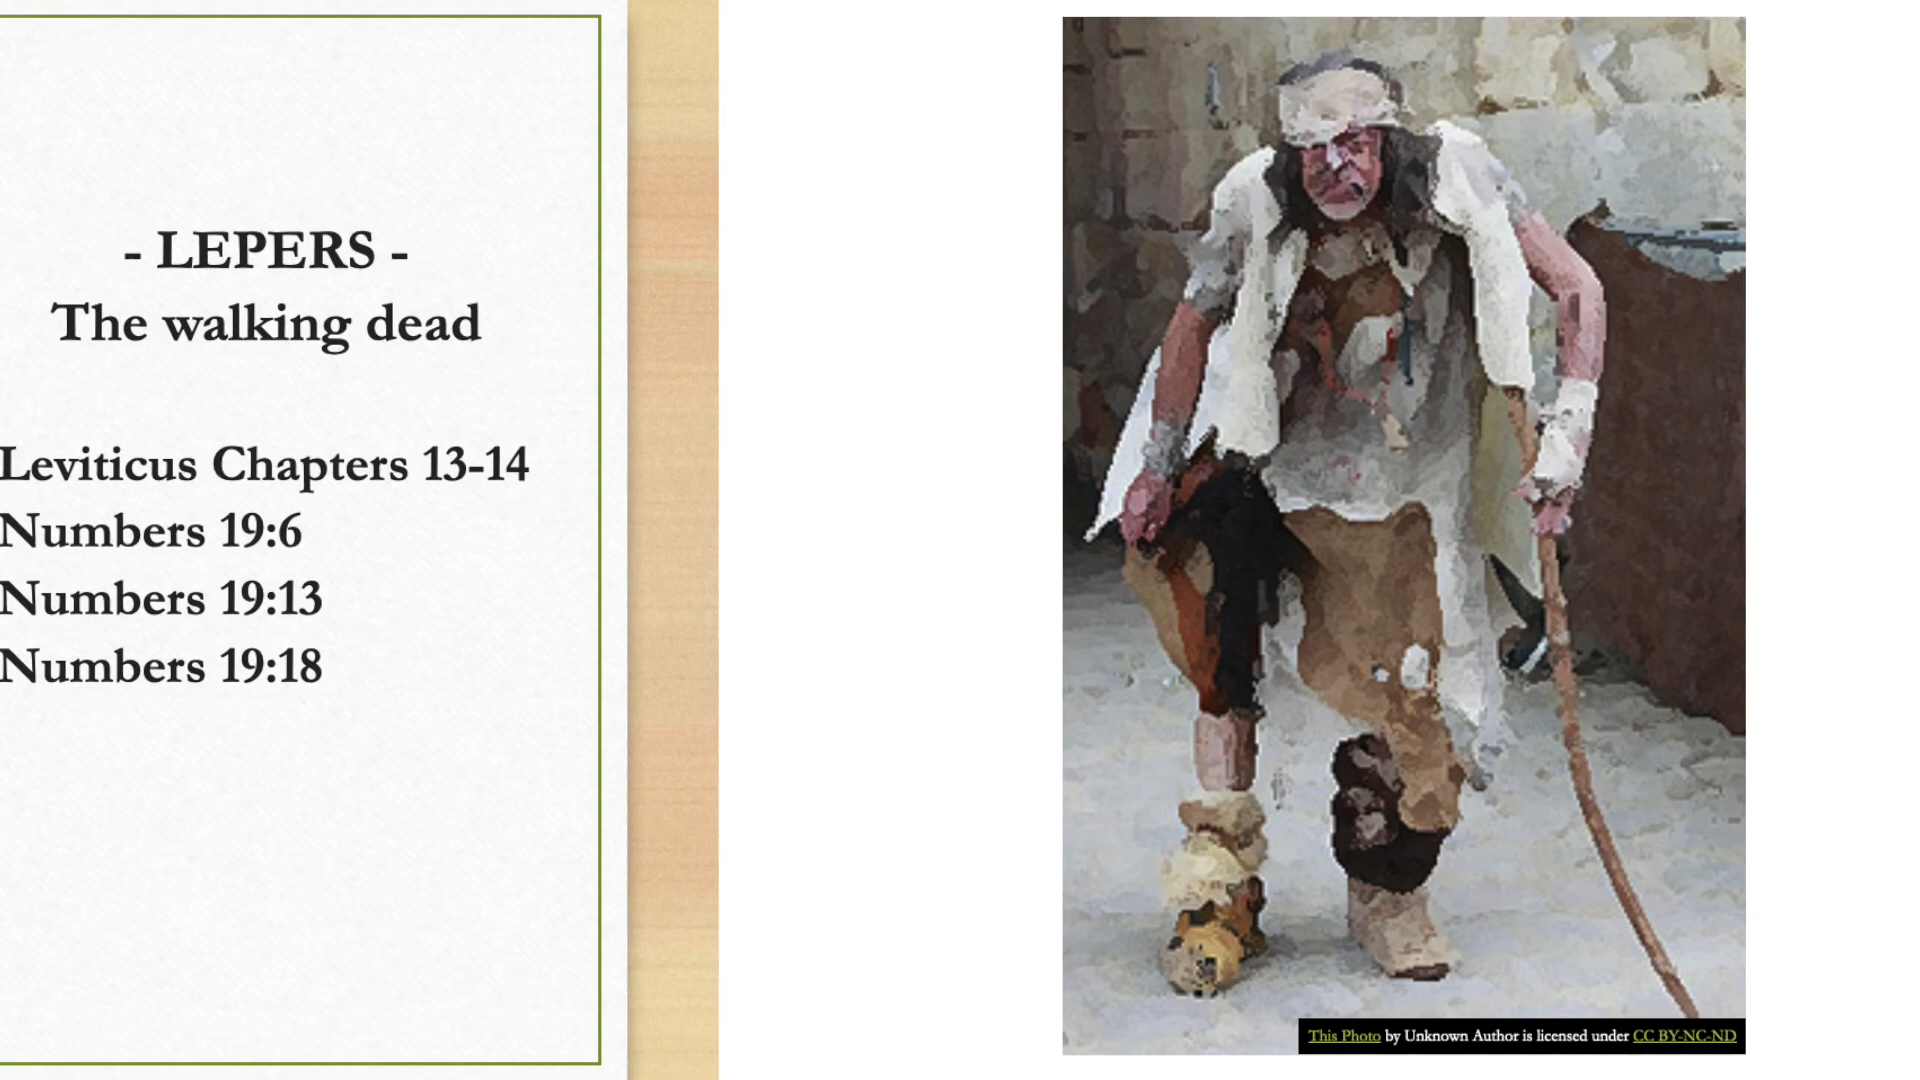 - LEPERS -
The walking dead
Leviticus Chapters 13-14
Numbers 19:6
Numbers 19:13
Numbers 19:18
This Photo by Unknown Author is licensed under CC BY-NC-ND